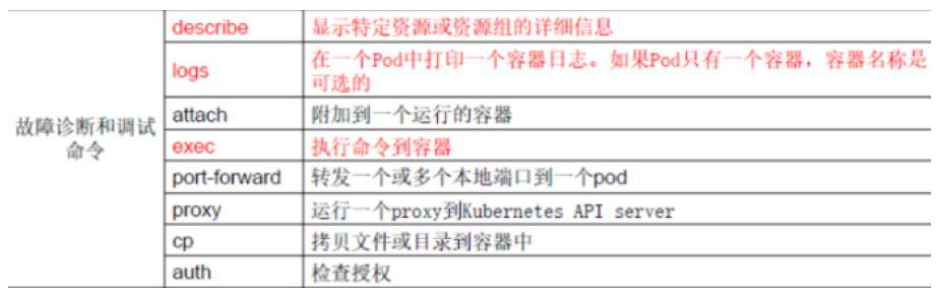 describe 显示特定资源或资源组的详细信息
logs 在一个Pod中打印一个容器日志。如果Pod只有一个容器，容器名称是
可选的
attach 附加到一个运行的容器
故障诊断和调试
命令
exec 执行命令到容器
port-forward 转发一个或多个本地端口到一个pod
proxy 运行一个proxy到Kubernetes API server
cp 拷贝文件或目录到容器中
auth 检查授权